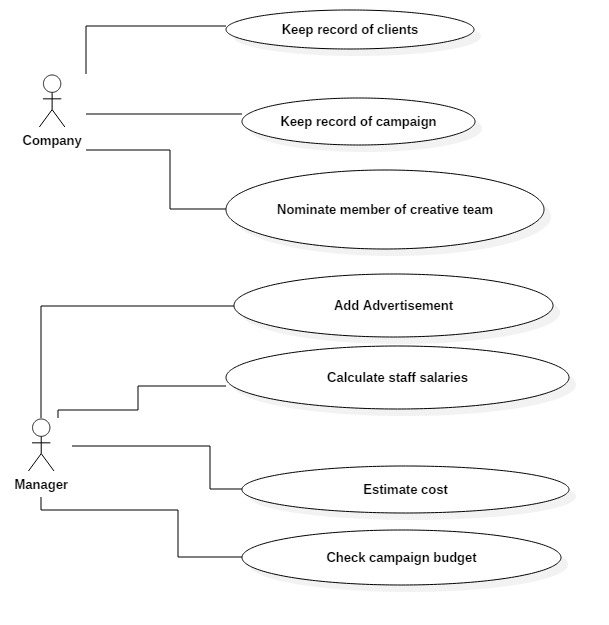 Keep record of clients
Company
Keep record of campaign
Nominate member of creative team
Add Advertisement
Calculate staff salaries
Manager
Estimate cost
Check campaign budget